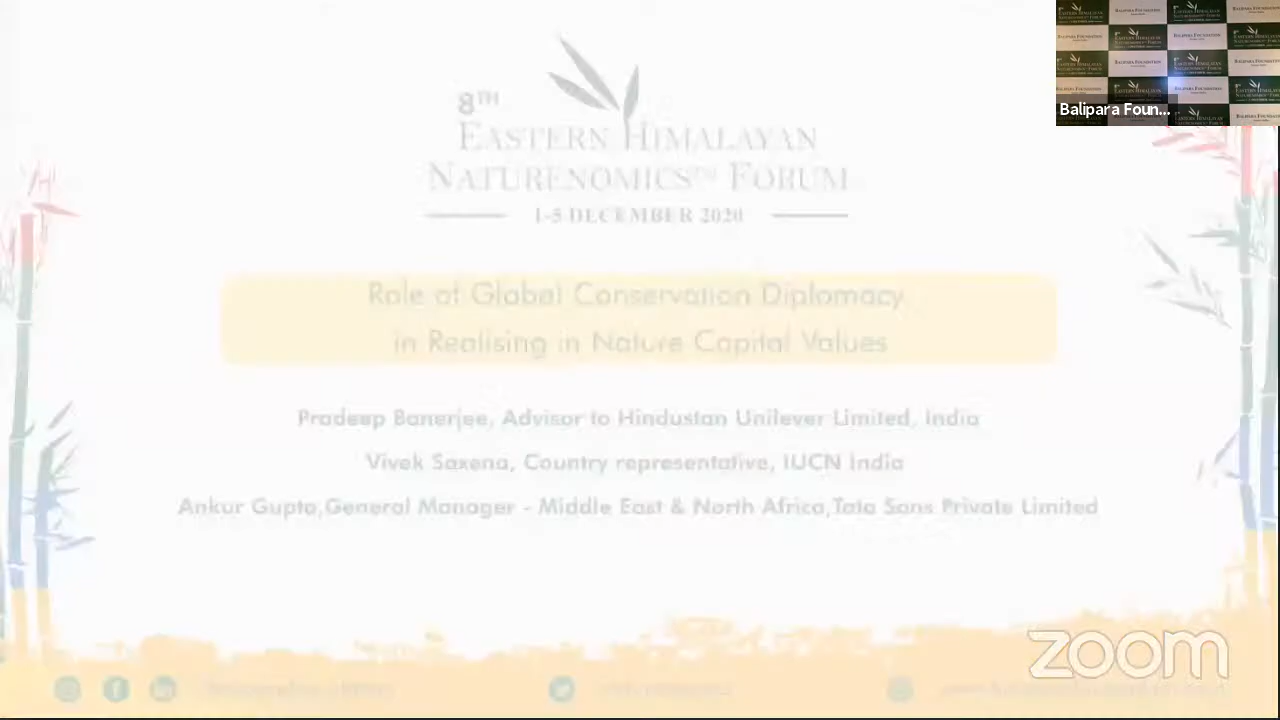 8TH
EASTERN HIMALAYAN
NATURENOMICS™ FORUM
1-5 DECEMBER 2020
Role of Global Conservation Diplomacy
in Realising in Nature Capital Values
Pradeep Banerjee, Advisor to Hindustan Unilever Limited, India
Vivek Saxena, Country representative, IUCN India
Ankur Gupta,General Manager - Middle East & North Africa,Tata Sons Private Limited
Balipara Foun...
zoom